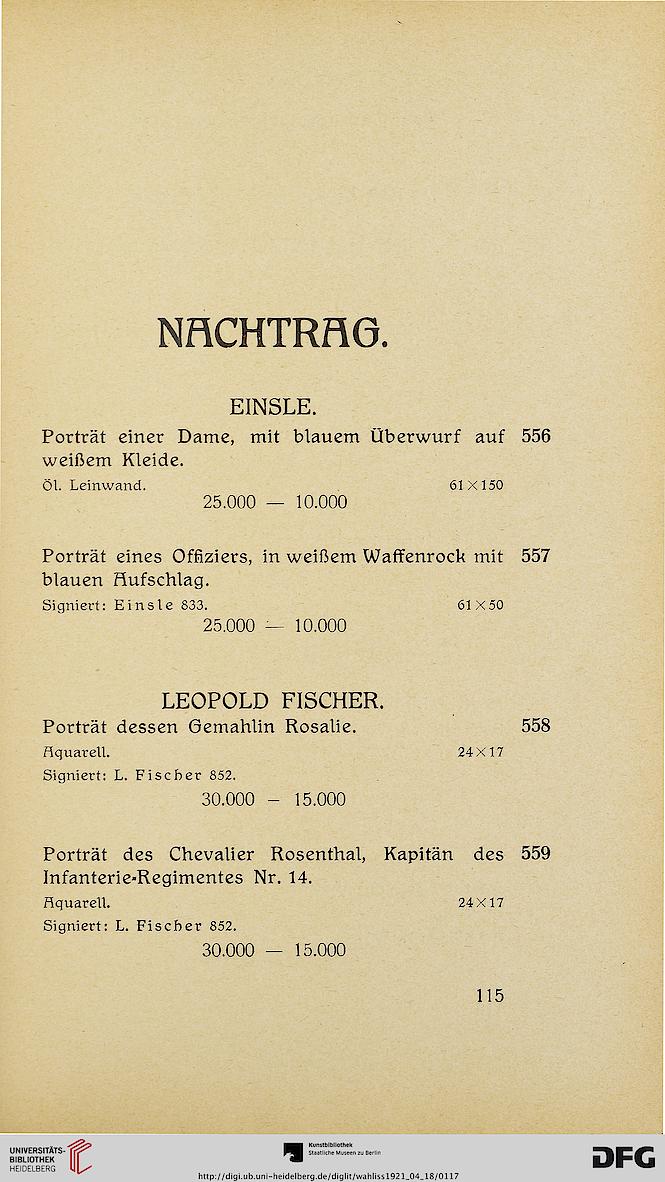 NACHTRAG.
EINSLE.
Porträt einer Dame, mit blauem Überwurf auf 556
weißem Kleide.
Öl. Leinwand. 61×150
25.000 — 10.000
Porträt eines Offiziers, in weißem Waffenrock mit 557
blauen Aufschlag.
Signiert: Einsle 833. 61×50
25.000 — 10.000
LEOPOLD FISCHER.
Porträt dessen Gemahlin Rosalie. 558
Aquarell. 24×17
Signiert: L. Fischer 852.
30.000 — 15.000
Porträt des Chevalier Rosenthal, Kapitän des 559
Infanterie-Regimentes Nr. 14.
Aquarell. 24×17
Signiert: L. Fischer 852.
30.000 — 15.000
115
UNIVERSITÄTS-
BIBLIOTHEK
HEIDELBERG
Kunstbibliothek
Staatliche Museen zu Berlin
DFG
http://digi.ub.uni-heidelberg.de/diglit/wahliss1921_04_18/0117